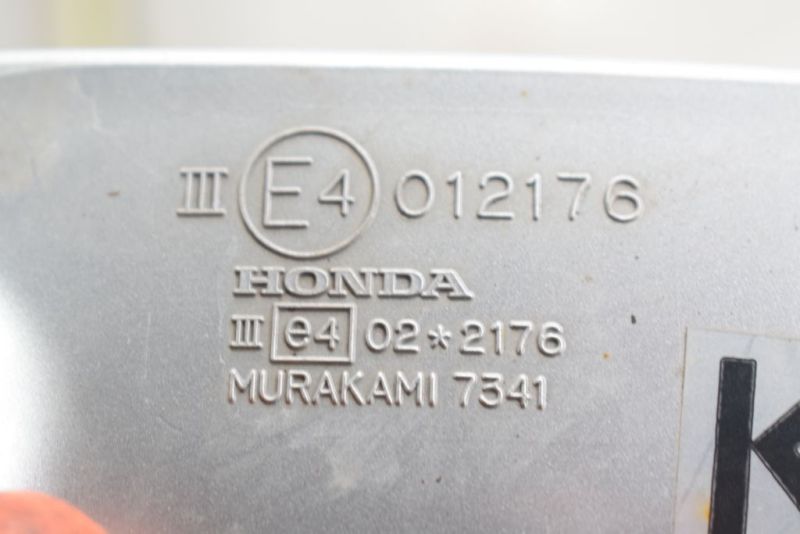 III E4 012176
HONDA
III e4 02*2176
MURAKAMI 7341
K